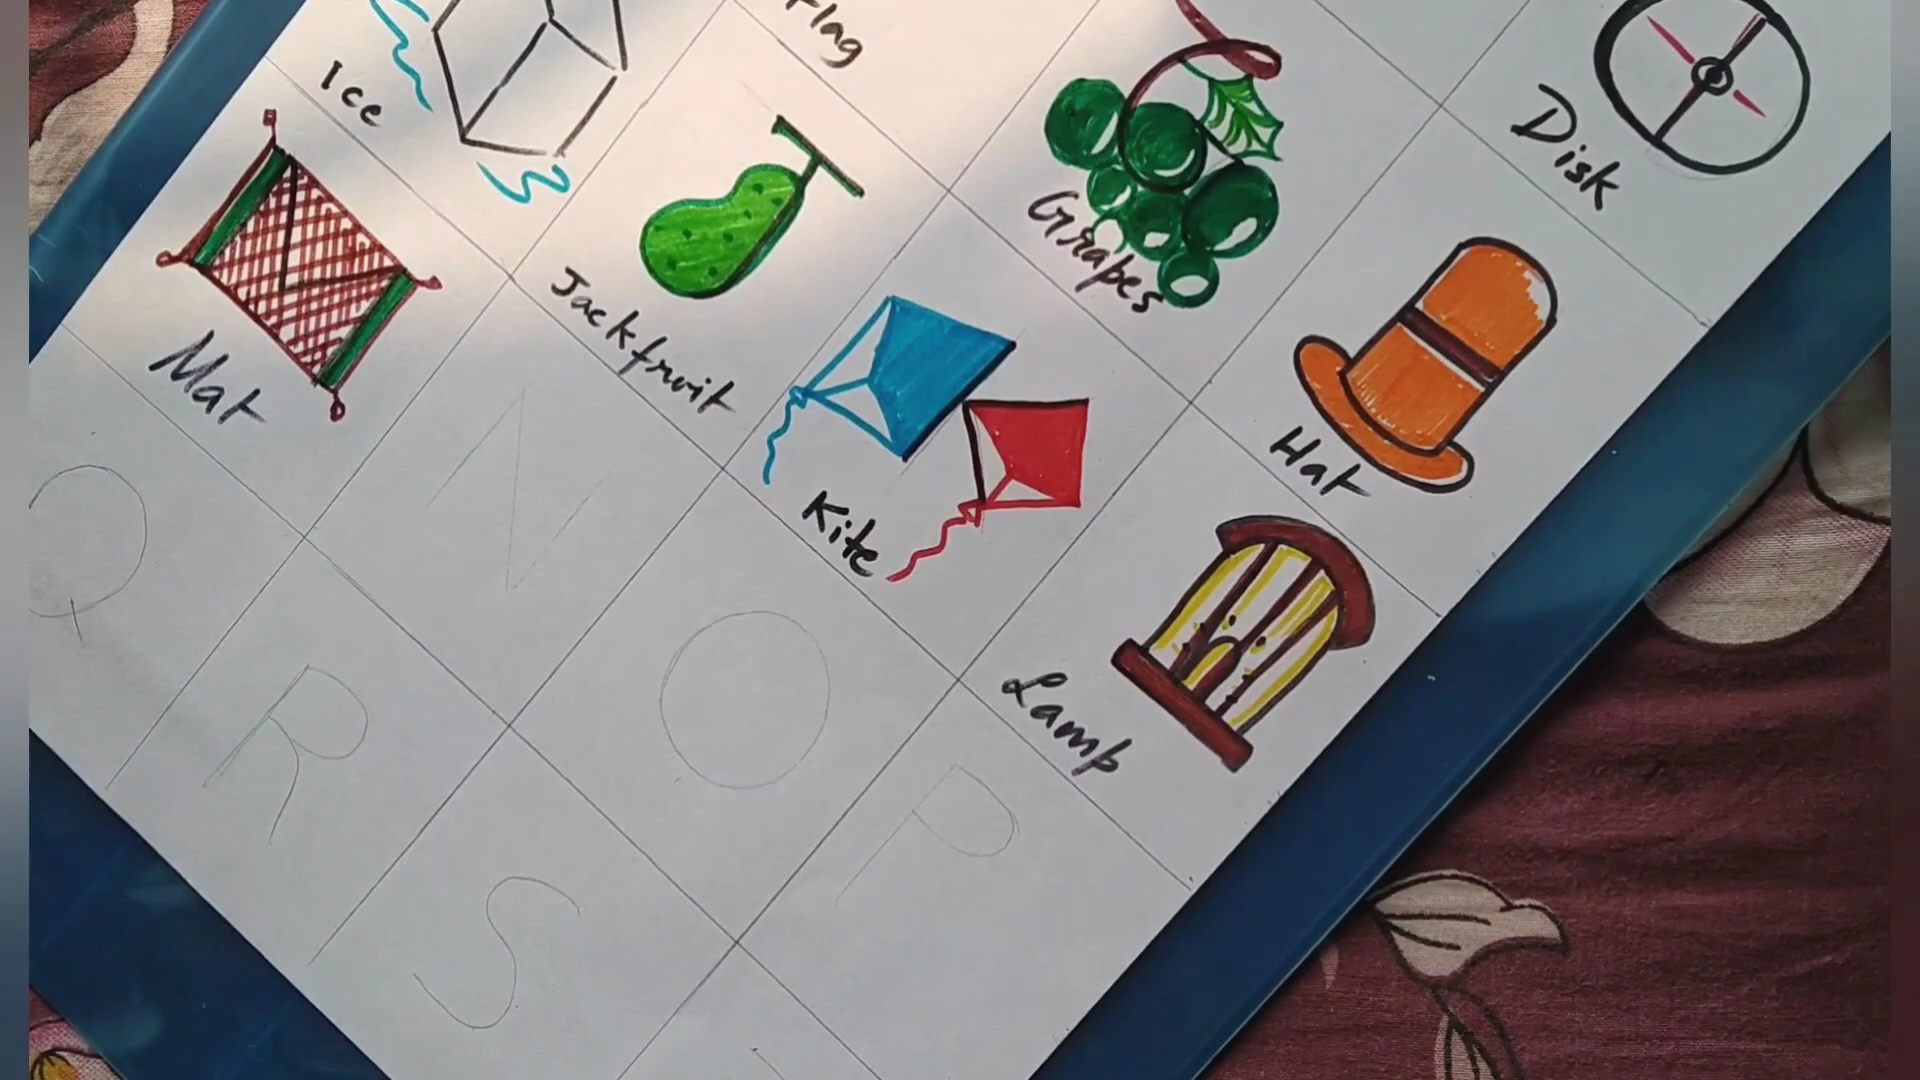 Flag
Disk
Ice
Jackfruit
Grapes
Hat
Mat
Kite
Lamp
N
O
P
Q
R
S